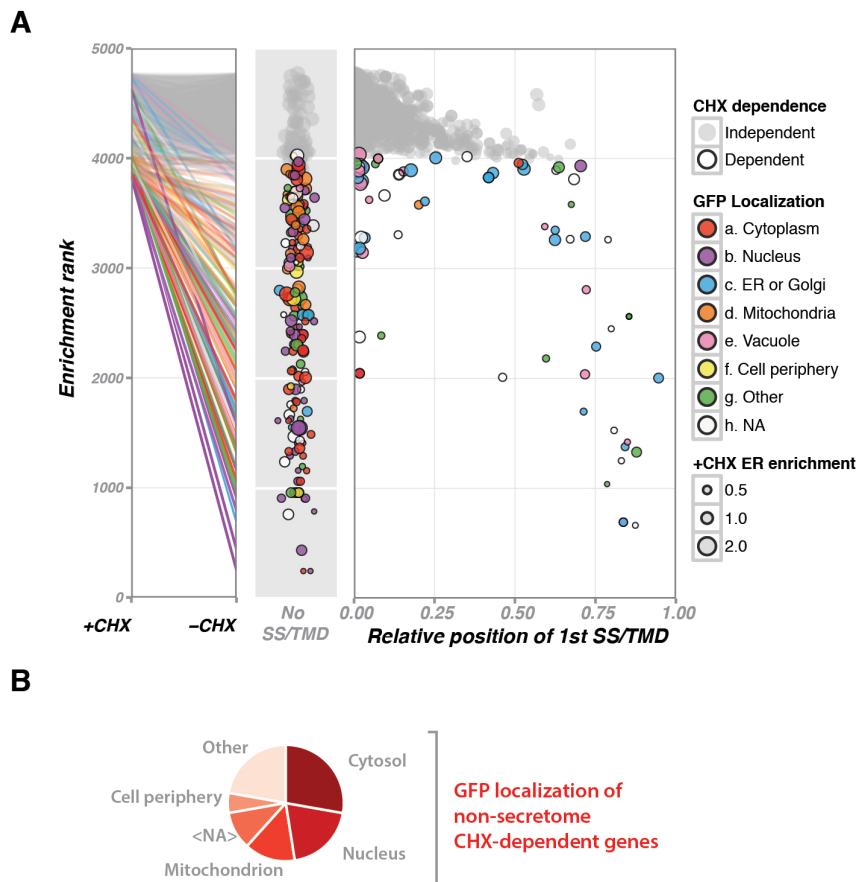 A
5000
4000
3000
2000
1000
0
Enrichment rank
+CHX
−CHX
No
SS/TMD
0.00
0.25
0.50
0.75
1.00
Relative position of 1st SS/TMD
CHX dependence
Independent
Dependent
GFP Localization
a. Cytoplasm
b. Nucleus
c. ER or Golgi
d. Mitochondria
e. Vacuole
f. Cell periphery
g. Other
h. NA
+CHX ER enrichment
0.5
1.0
2.0
B
Other
Cytosol
Cell periphery
<NA>
Mitochondrion
Nucleus
GFP localization of
non-secretome
CHX-dependent genes